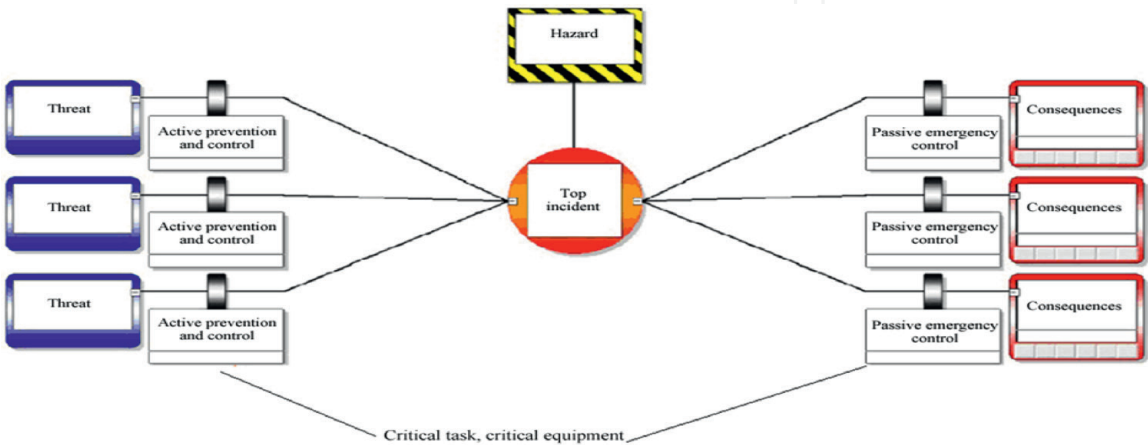 Hazard
Threat
Active prevention
and control
Passive emergency
control
Consequences
Threat
Active prevention
and control
Top
incident
Passive emergency
control
Consequences
Threat
Active prevention
and control
Passive emergency
control
Consequences
Critical task, critical equipment